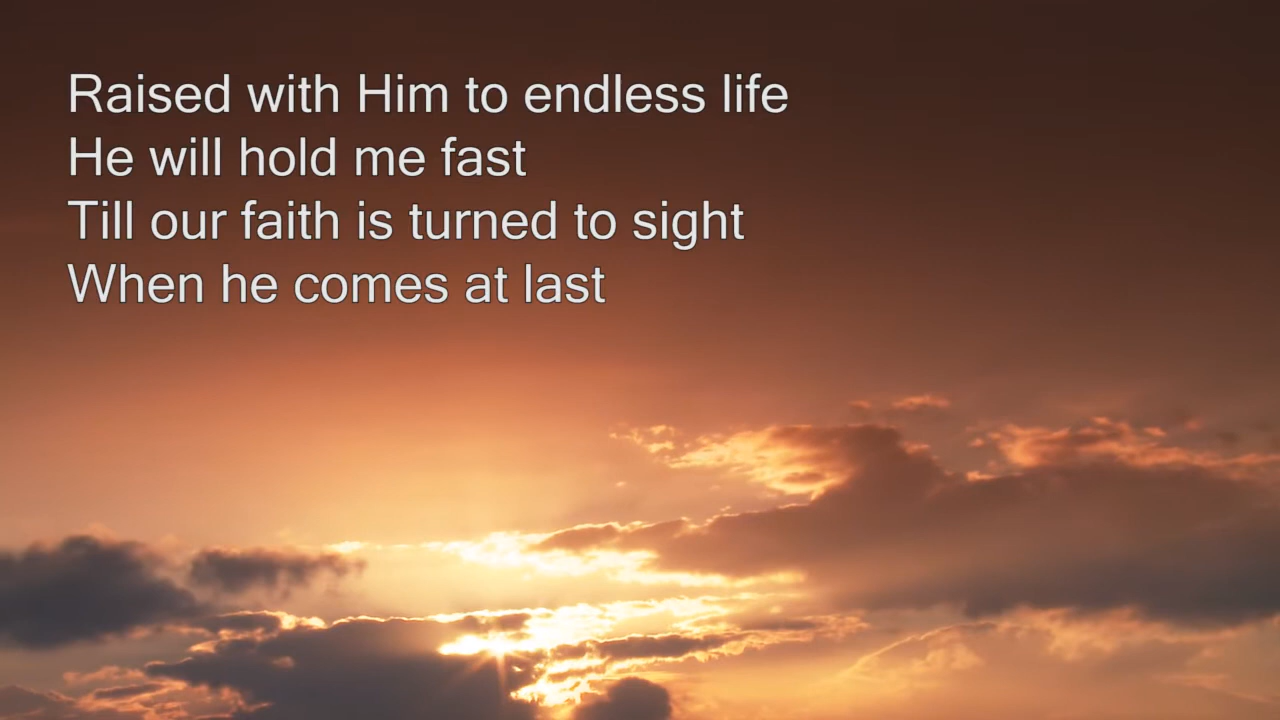 Raised with Him to endless life
He will hold me fast
Till our faith is turned to sight
When he comes at last